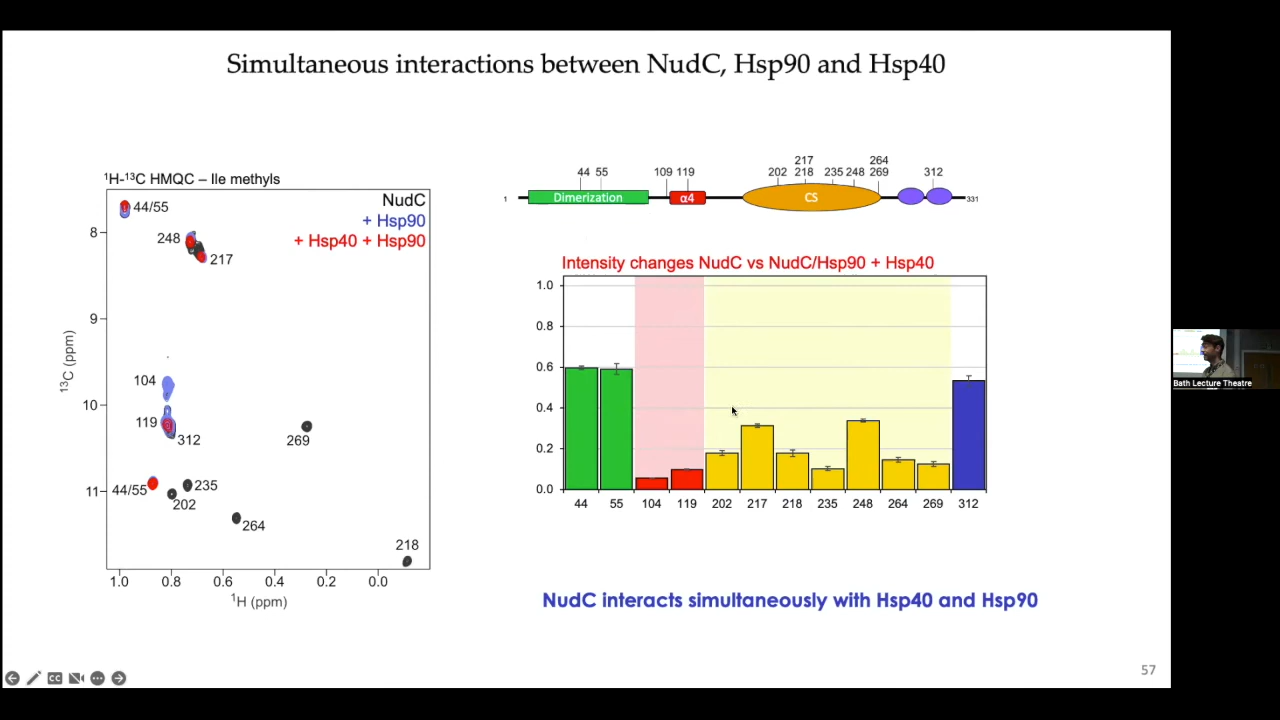 Simultaneous interactions between NudC, Hsp90 and Hsp40
¹H-¹³C HMQC – Ile methyls
NudC
+ Hsp90
+ Hsp40 + Hsp90
44/55
248
217
104
119
312
269
44/55
235
202
264
218
8
9
10
11
¹³C (ppm)
1.0 0.8 0.6 0.4 0.2 0.0
¹H (ppm)
217 264
44 55 109 119 202 218 235 248 269
1 Dimerization α4 CS 312 331
Intensity changes NudC vs NudC/Hsp90 + Hsp40
1.0
0.8
0.6
0.4
0.2
0.0
44 55 104 119 202 217 218 235 248 264 269 312
NudC interacts simultaneously with Hsp40 and Hsp90
57
CC
Bath Lecture Theatre